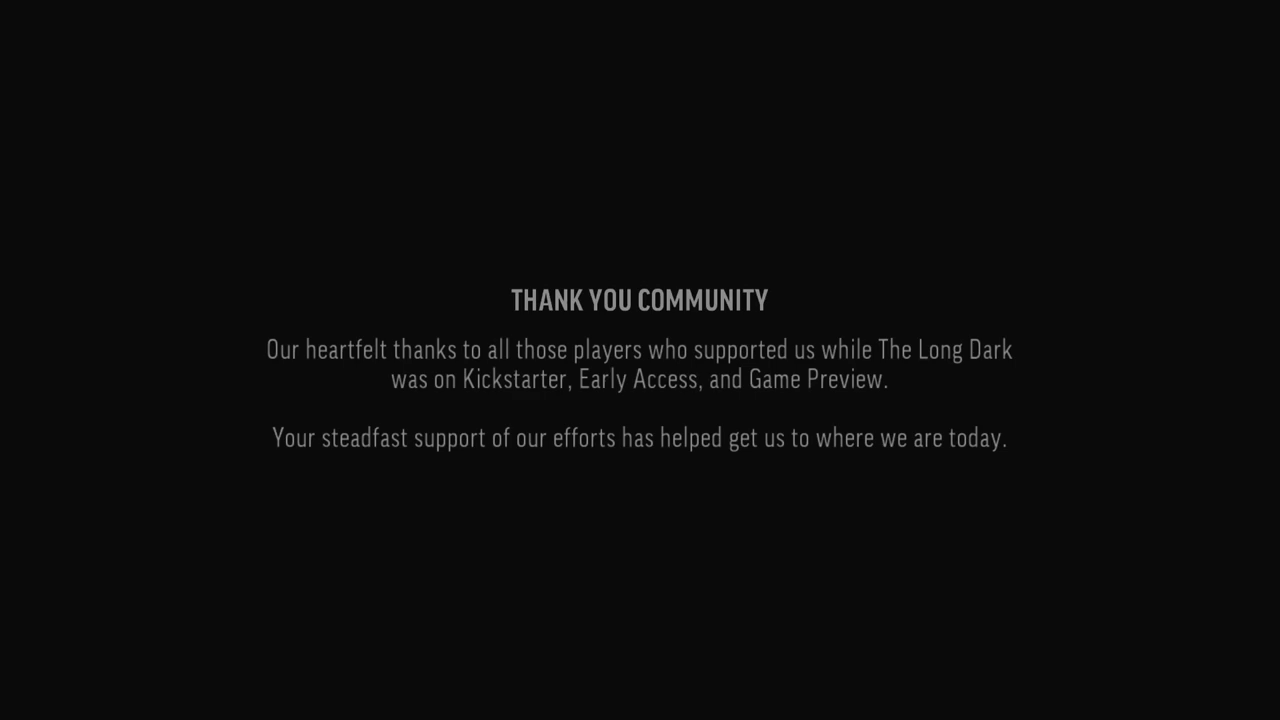 THANK YOU COMMUNITY
Our heartfelt thanks to all those players who supported us while The Long Dark
was on Kickstarter, Early Access, and Game Preview.
Your steadfast support of our efforts has helped get us to where we are today.